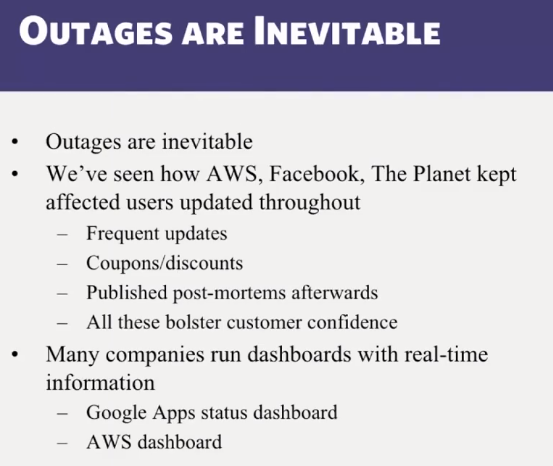 OUTAGES ARE INEVITABLE
• Outages are inevitable
• We've seen how AWS, Facebook, The Planet kept
affected users updated throughout
– Frequent updates
– Coupons/discounts
– Published post-mortems afterwards
– All these bolster customer confidence
• Many companies run dashboards with real-time
information
– Google Apps status dashboard
– AWS dashboard